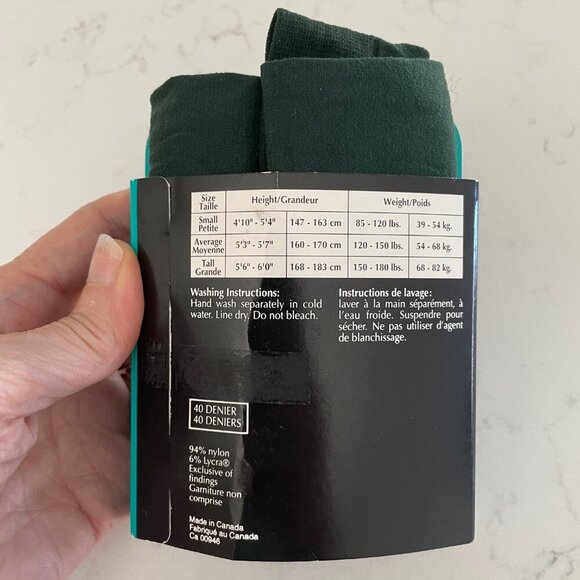 Size
Taille
Height/Grandeur
Weight/Poids
Small
Petite
4'10" - 5'4"
147 - 163 cm
85 - 120 lbs.
39 - 54 kg.
Average
Moyenne
5'3" - 5'7"
160 - 170 cm
120 - 150 lbs.
54 - 68 kg.
Tall
Grande
5'6" - 6'0"
168 - 183 cm
150 - 180 lbs.
68 - 82 kg.
Washing Instructions:
Hand wash separately in cold
water. Line dry. Do not bleach.
Instructions de lavage:
laver à la main séparément, à
l'eau froide. Suspendre pour
sécher. Ne pas utiliser d'agent
de blanchissage.
40 DENIER
40 DENIERS
94% nylon
6% Lycra®
Exclusive of
findings
Garniture non
comprise
Made in Canada
Fabriqué au Canada
Ca 00946